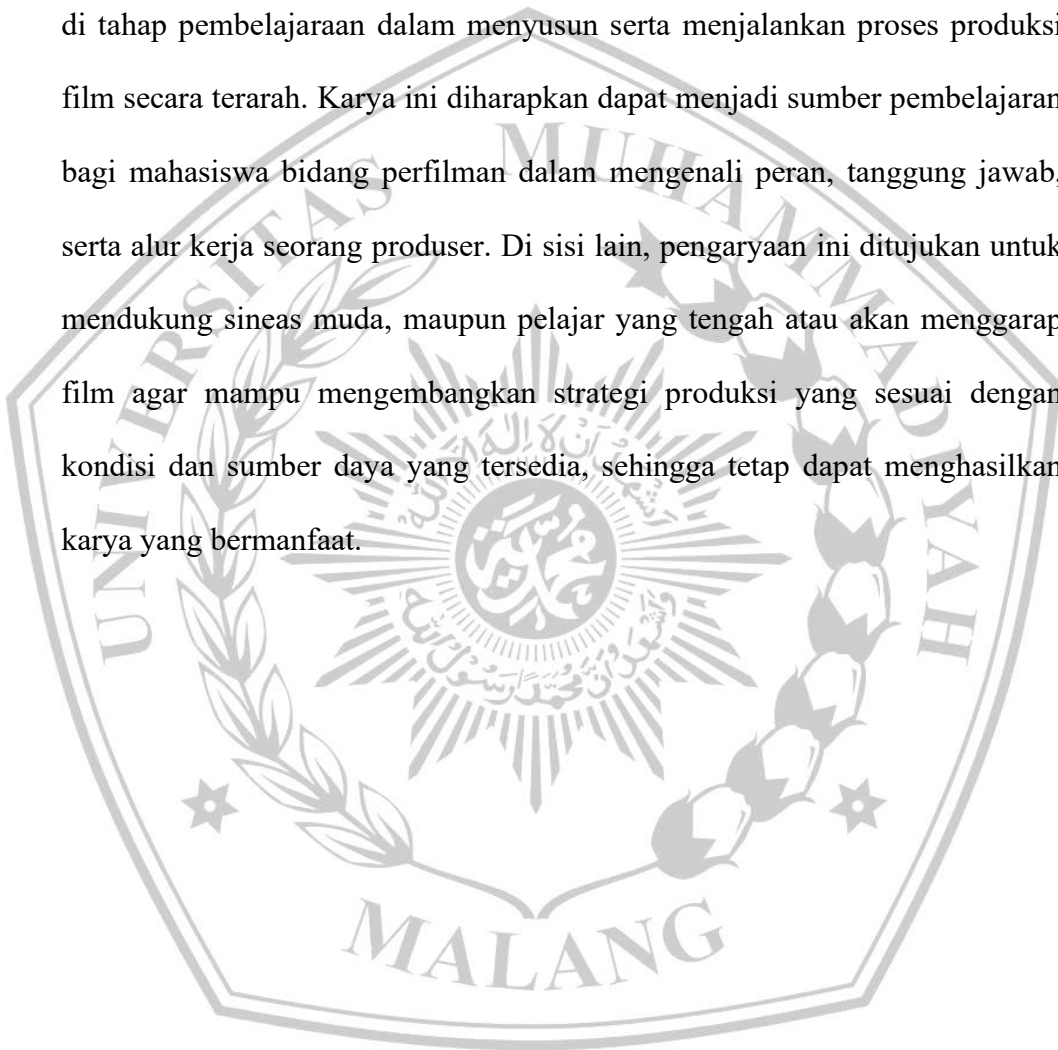 di tahap pembelajaraan dalam menyusun serta menjalankan proses produksi
film secara terarah. Karya ini diharapkan dapat menjadi sumber pembelajaran
bagi mahasiswa bidang perfilman dalam mengenali peran, tanggung jawab,
serta alur kerja seorang produser. Di sisi lain, pengaryaan ini ditujukan untuk
mendukung sineas muda, maupun pelajar yang tengah atau akan menggarap
film agar mampu mengembangkan strategi produksi yang sesuai dengan
kondisi dan sumber daya yang tersedia, sehingga tetap dapat menghasilkan
karya yang bermanfaat.
UNIVERSITAS MUHAMMADIYAH
MALANG